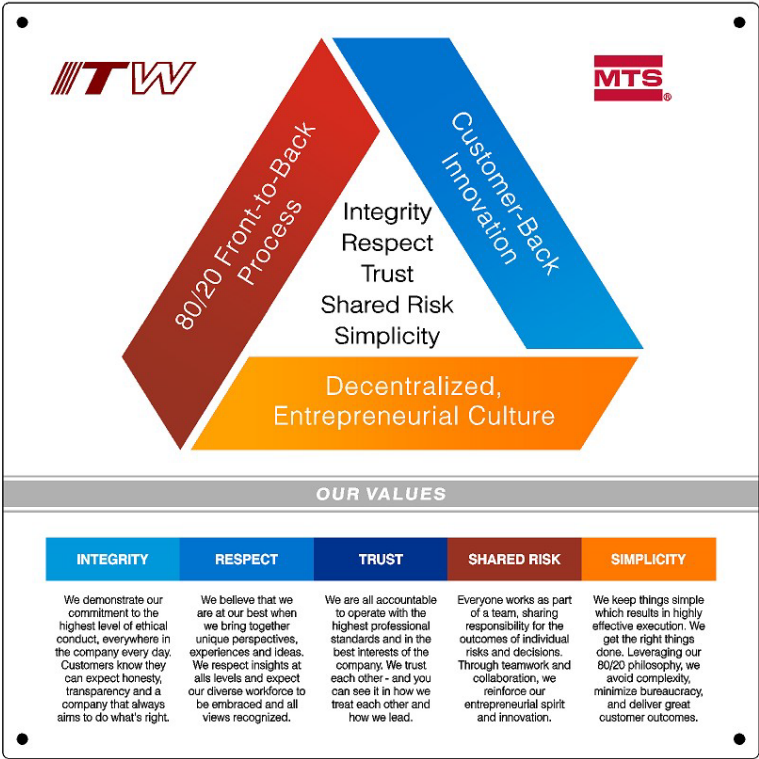 ITW
MTS
®
80/20 Front-to-Back
Process
Customer-Back
Innovation
Integrity
Respect
Trust
Shared Risk
Simplicity
Decentralized,
Entrepreneurial Culture
OUR VALUES
INTEGRITY
We demonstrate our
commitment to the
highest level of ethical
conduct, everywhere in
the company every day.
Customers know they
can expect honesty,
transparency and a
company that always
aims to do what's right.
RESPECT
We believe that we
are at our best when
we bring together
unique perspectives,
experiences and ideas.
We respect insights at
alls levels and expect
our diverse workforce to
be embraced and all
views recognized.
TRUST
We are all accountable
to operate with the
highest professional
standards and in the
best interests of the
company. We trust
each other - and you
can see it in how we
treat each other and
how we lead.
SHARED RISK
Everyone works as part
of a team, sharing
responsibility for the
outcomes of individual
risks and decisions.
Through teamwork and
collaboration, we
reinforce our
entrepreneurial spirit
and innovation.
SIMPLICITY
We keep things simple
which results in highly
effective execution. We
get the right things
done. Leveraging our
80/20 philosophy, we
avoid complexity,
minimize bureaucracy,
and deliver great
customer outcomes.